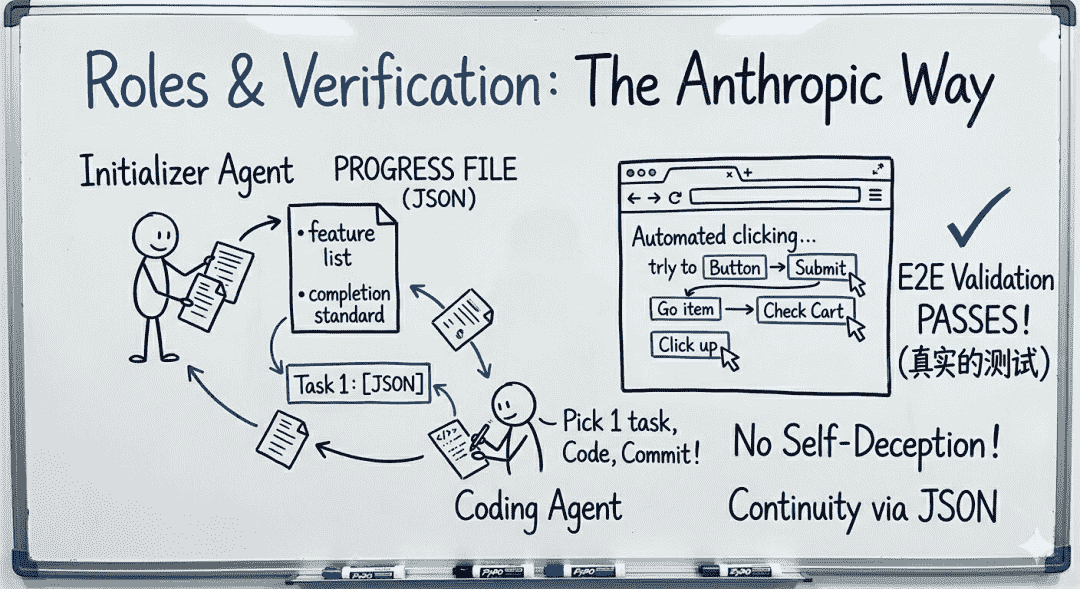 Roles & Verification: The Anthropic Way
Initializer Agent
PROGRESS FILE
(JSON)
• feature
list
• completion
standard
Task 1: [JSON]
</>
Pick 1 task,
Code, Commit!
Coding Agent
Automated clicking...
trly to Button → Submit
Go item → Check Cart
Click up
E2E Validation
PASSES!
(真实的测试)
No Self-Deception!
Continuity via JSON